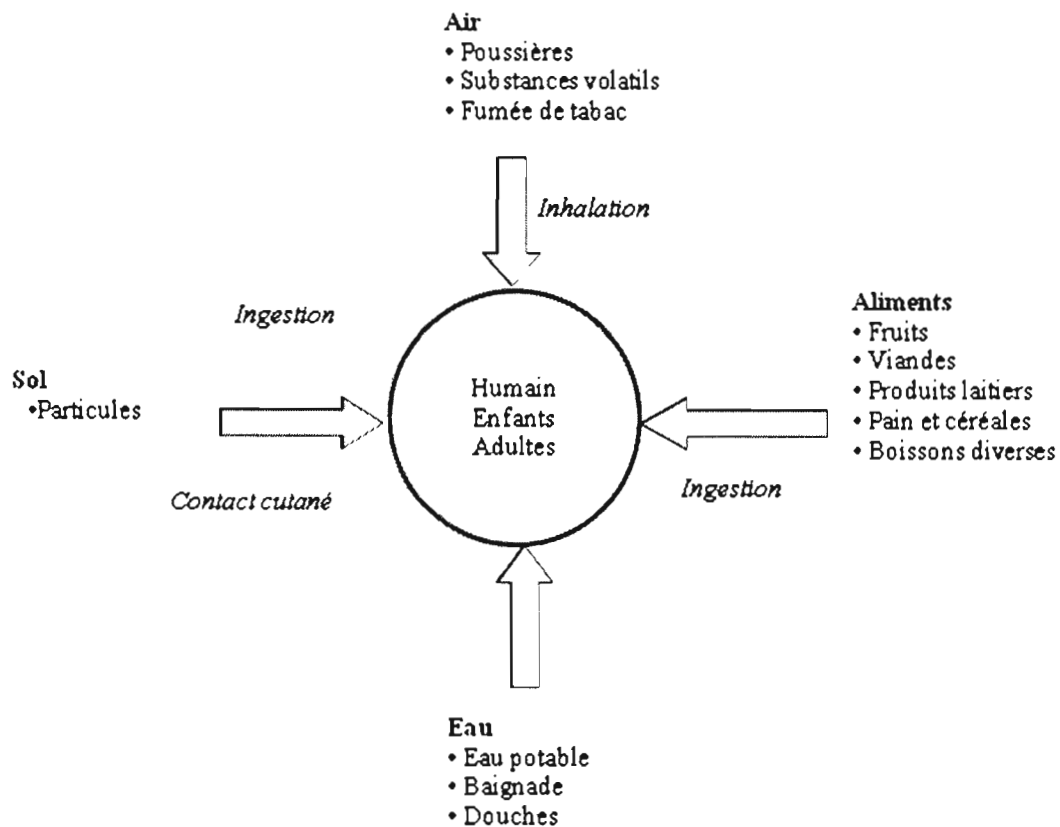 Air
• Poussières
• Substances volatils
• Fumée de tabac
Inhalation
Ingestion
Sol
•Particules
Contact cutané
Humain
Enfants
Adultes
Aliments
• Fruits
• Viandes
• Produits laitiers
• Pain et céréales
• Boissons diverses
Ingestion
Eau
• Eau potable
• Baignade
• Douches